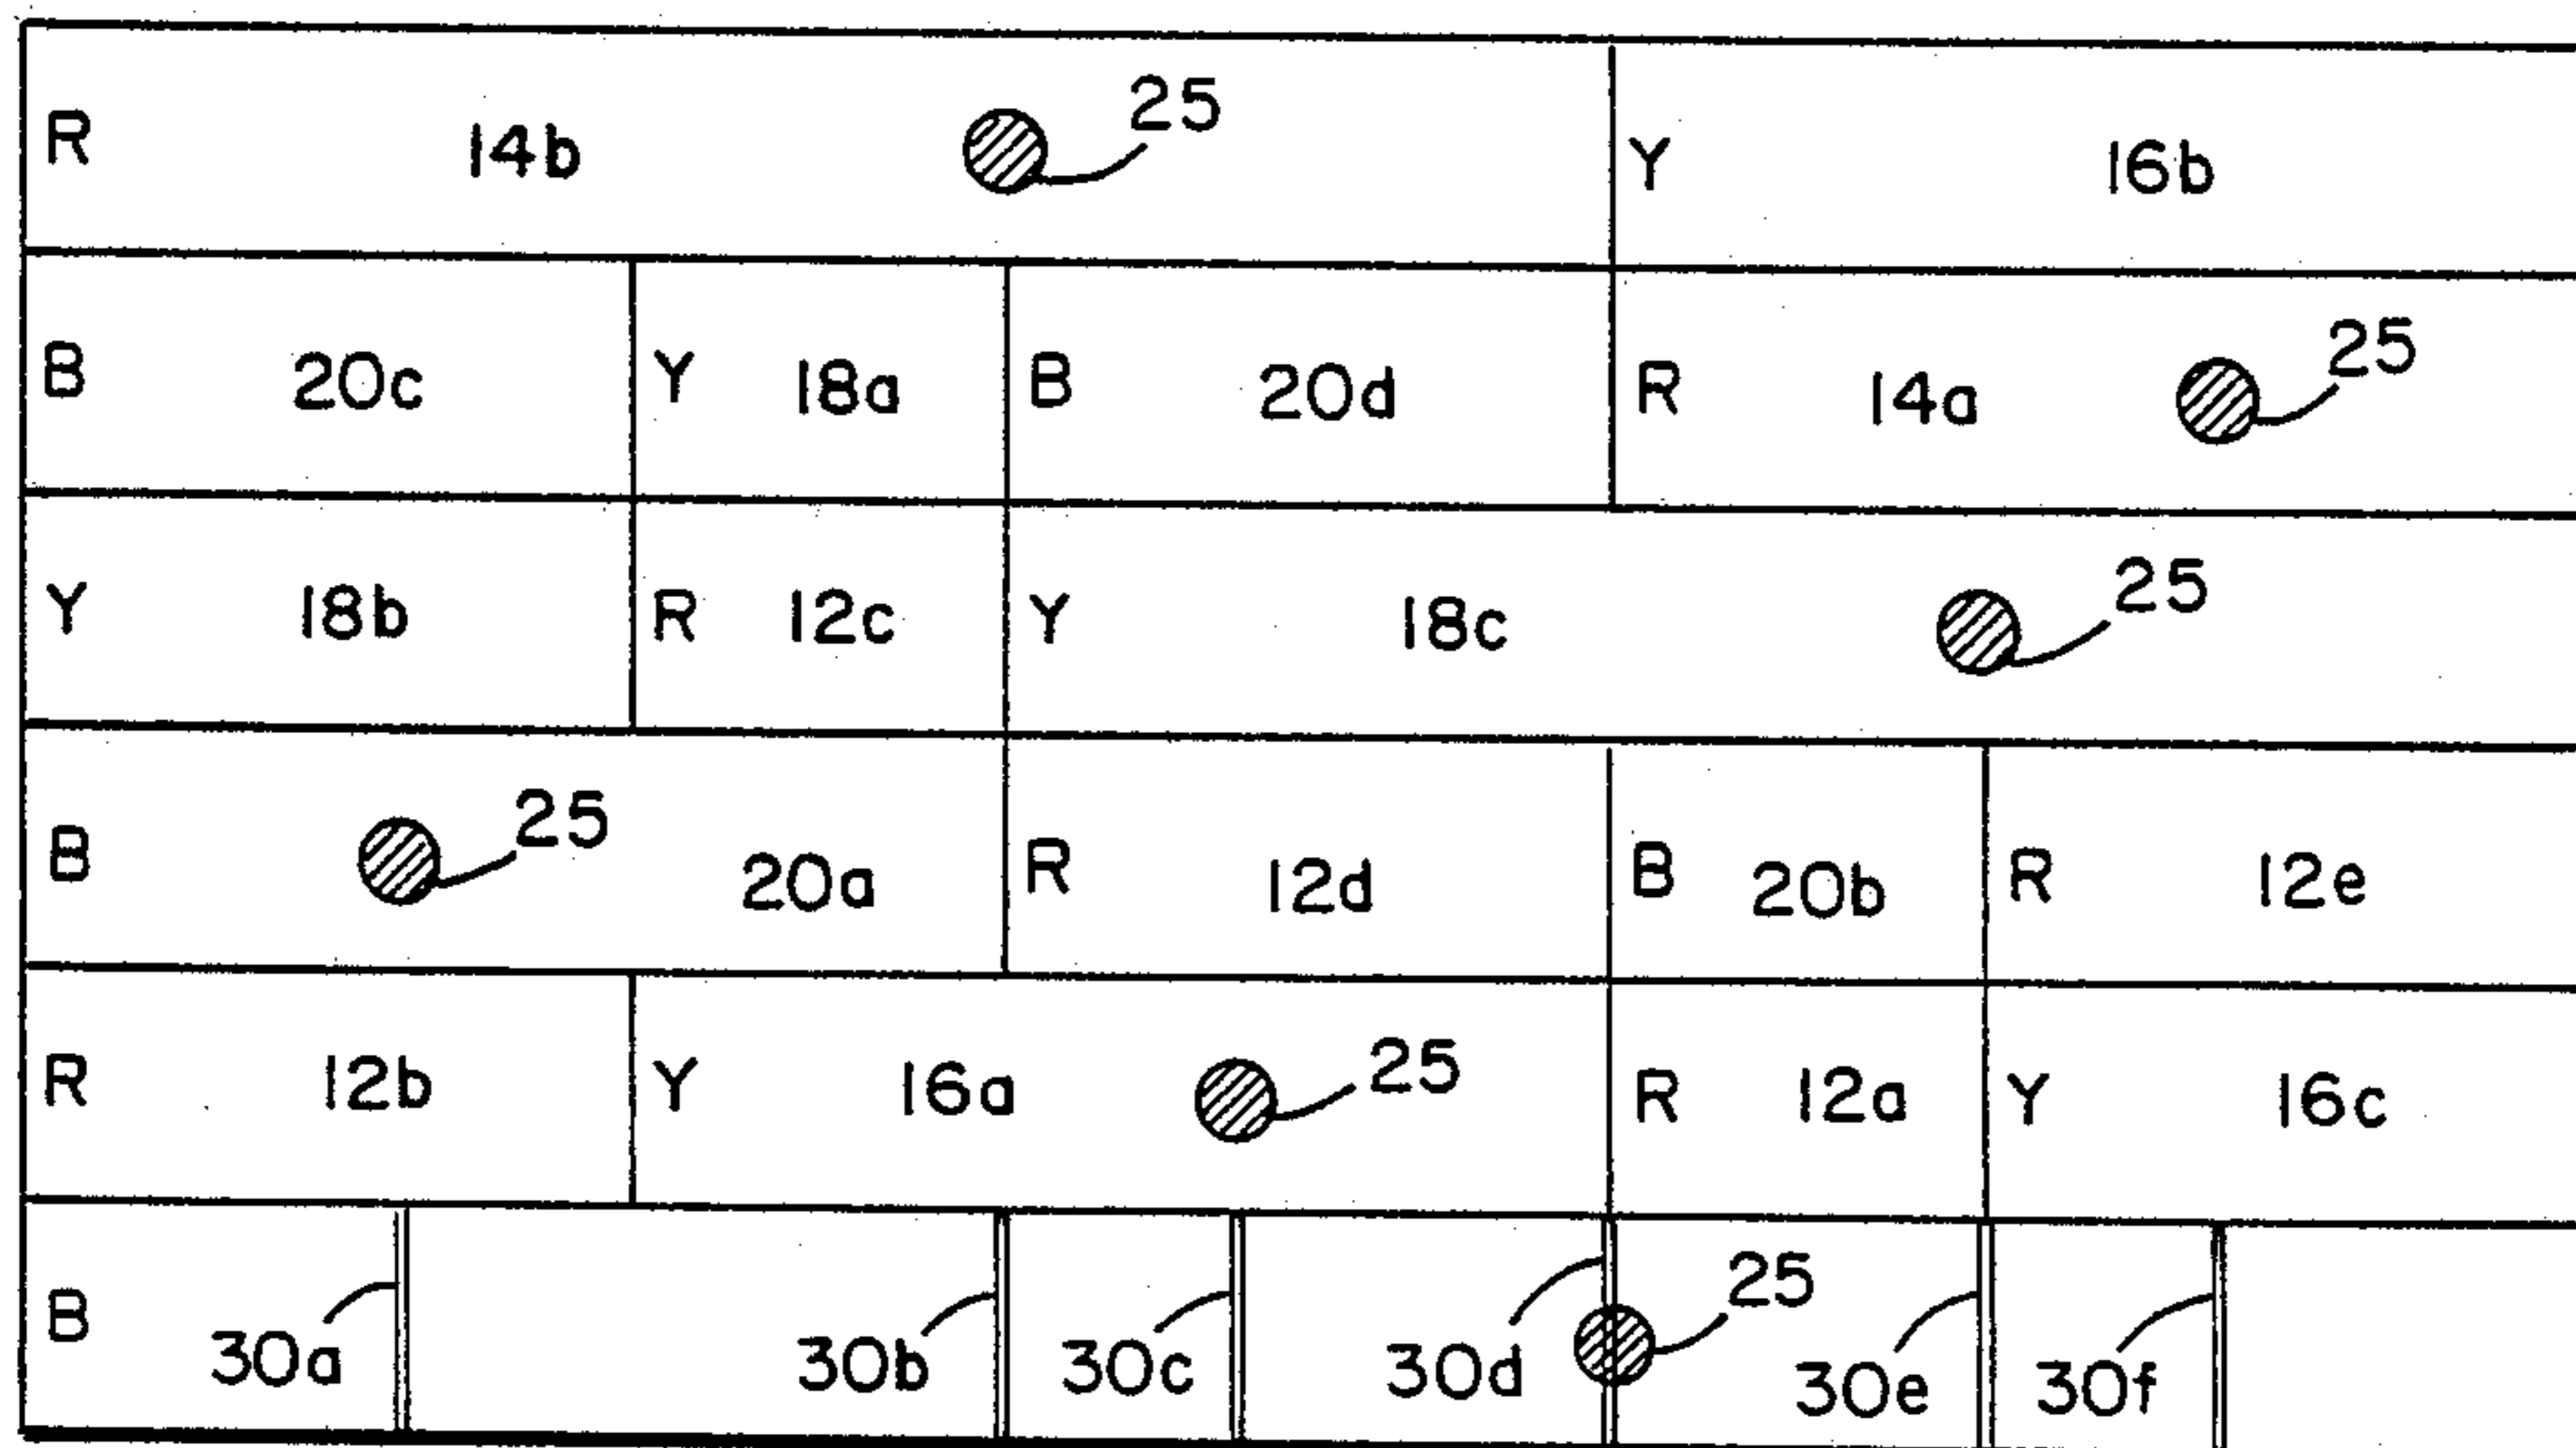 R 14b 25 Y 16b
B 20c Y 18a B 20d R 14a 25
Y 18b R 12c Y 18c 25
B 25 20a R 12d B 20b R 12e
R 12b Y 16a 25 R 12a Y 16c
B 30a 30b 30c 30d 25 30e 30f